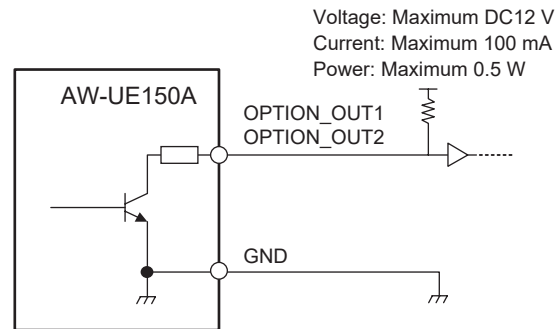 Voltage: Maximum DC12 V
Current: Maximum 100 mA
Power: Maximum 0.5 W
AW-UE150A
OPTION_OUT1
OPTION_OUT2
GND